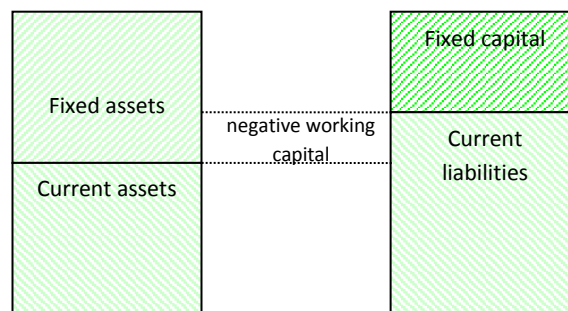 Fixed assets
Current assets
negative working
capital
Fixed capital
Current
liabilities